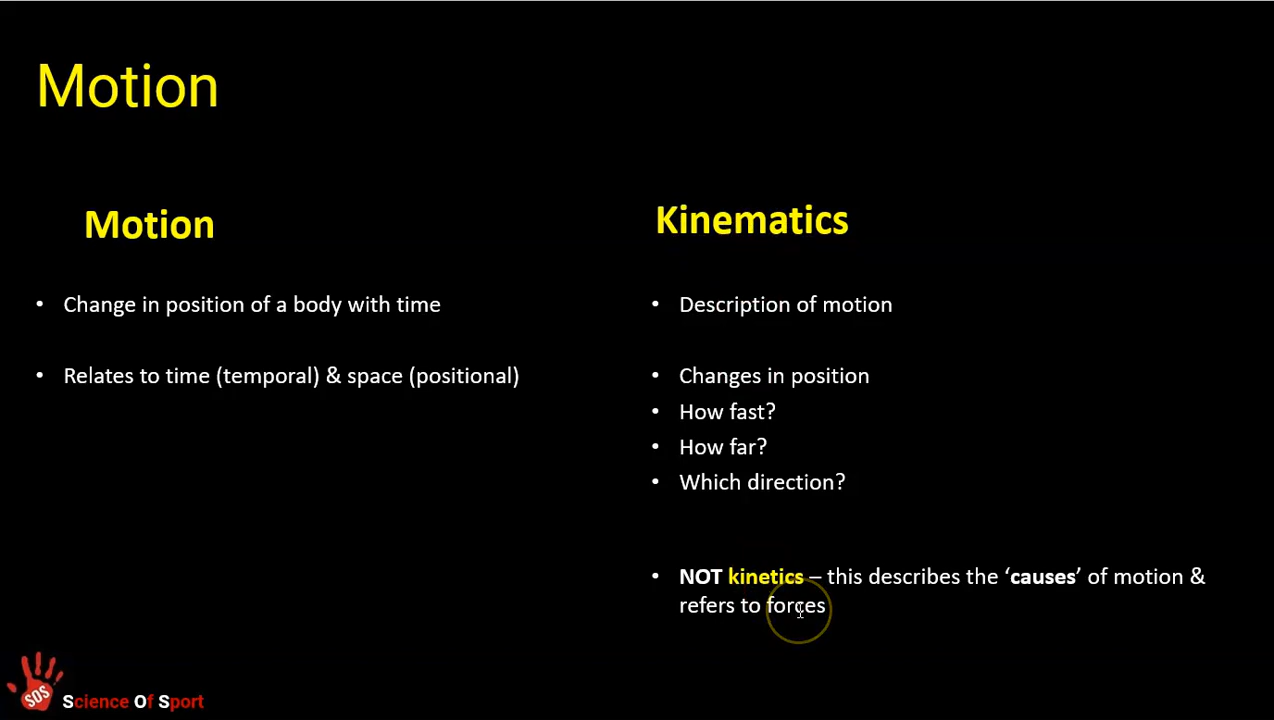 Motion
Motion
• Change in position of a body with time
• Relates to time (temporal) & space (positional)
Kinematics
• Description of motion
• Changes in position
• How fast?
• How far?
• Which direction?
• NOT kinetics – this describes the ‘causes’ of motion &
refers to forces
SOS
Science Of Sport